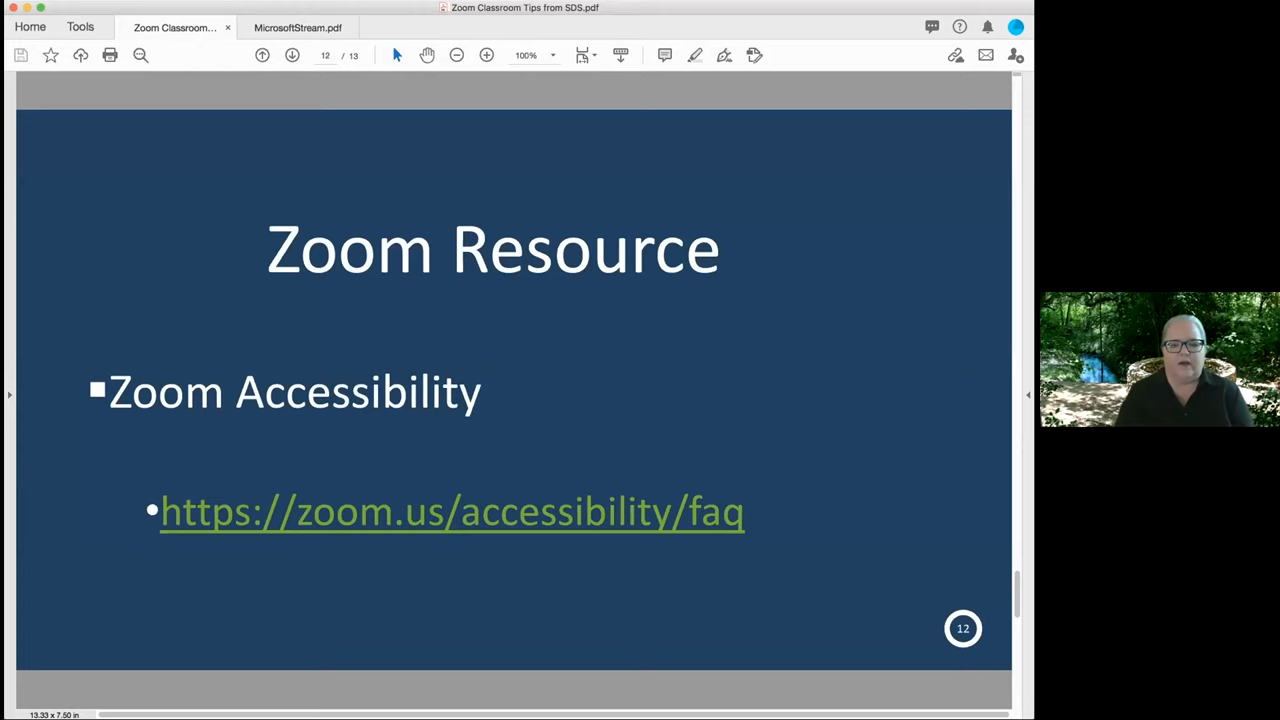 Zoom Classroom Tips from SDS.pdf
Home Tools Zoom Classroom... × MicrosoftStream.pdf
12 / 13 100%
Zoom Resource
▪Zoom Accessibility
•https://zoom.us/accessibility/faq
12
13.33 x 7.50 in